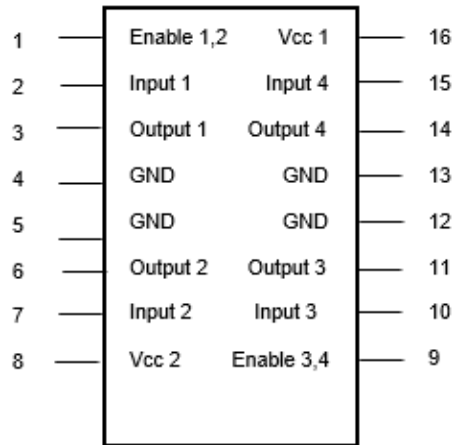 1 Enable 1,2 Vcc 1 16
2 Input 1 Input 4 15
3 Output 1 Output 4 14
4 GND GND 13
5 GND GND 12
6 Output 2 Output 3 11
7 Input 2 Input 3 10
8 Vcc 2 Enable 3,4 9